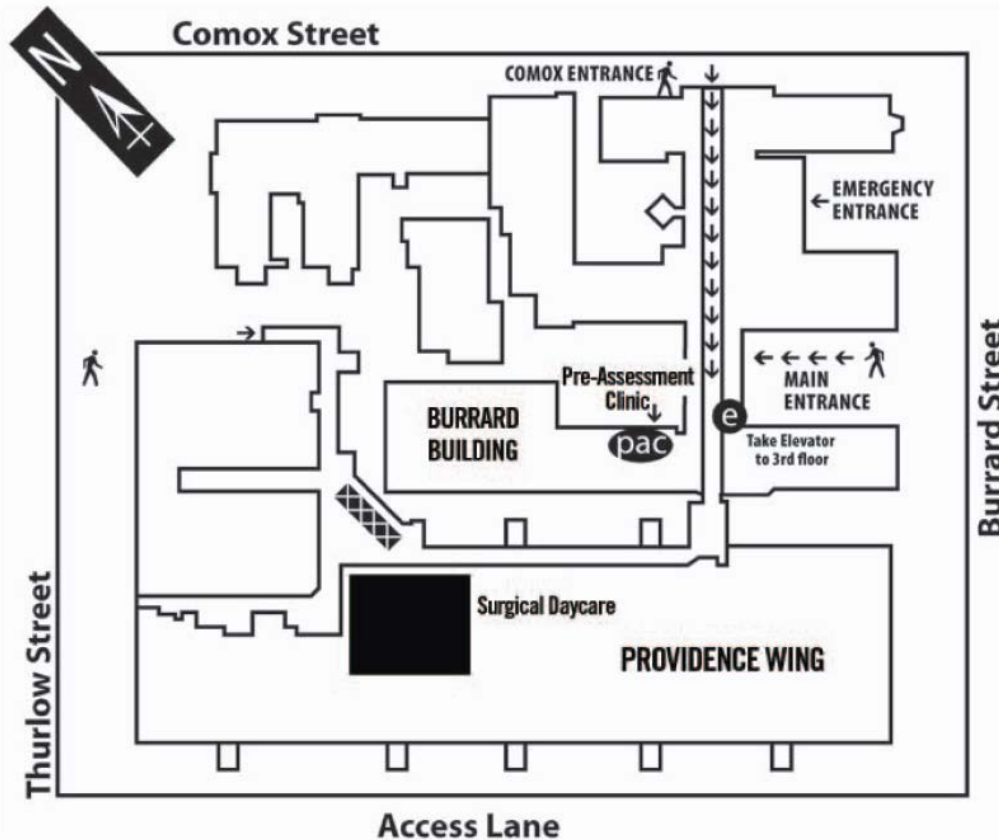 Comox Street
N
COMOX ENTRANCE
EMERGENCY
ENTRANCE
MAIN
ENTRANCE
Pre-Assessment
Clinic
BURRARD
BUILDING
pac
e
Take Elevator
to 3rd floor
Burrard Street
Thurlow Street
Surgical Daycare
PROVIDENCE WING
Access Lane